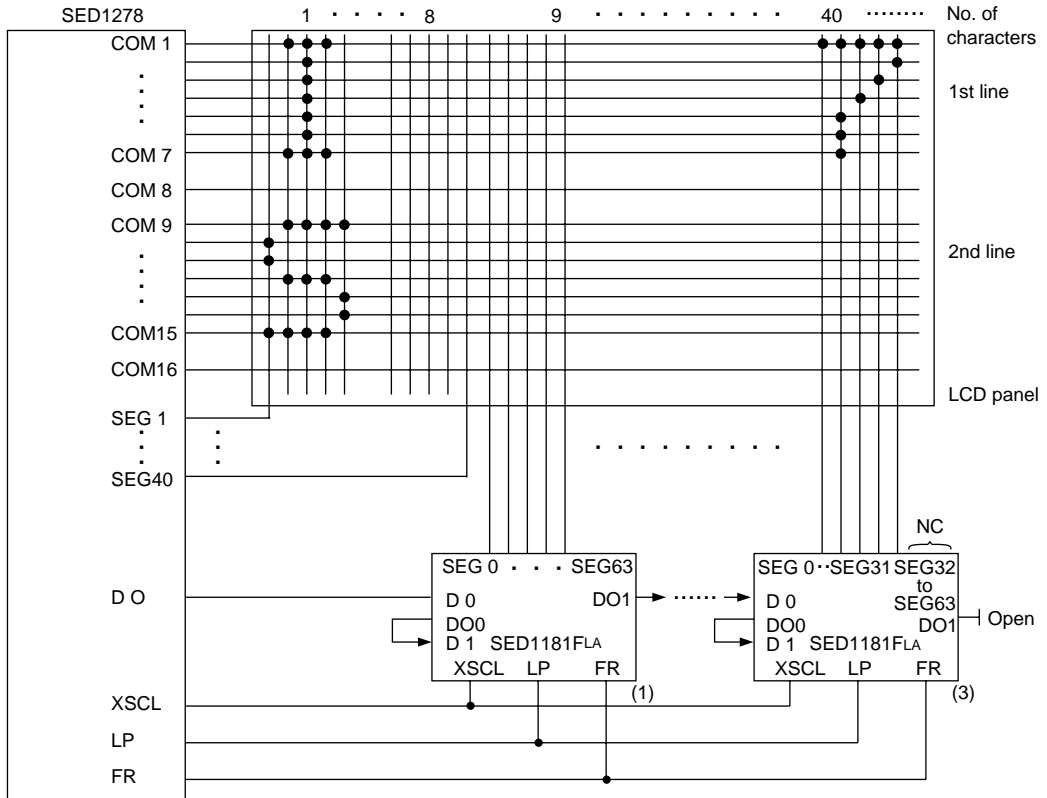 SED1278 1 · · · · 8 9 · · · · · · · · 40 ········ No. of
characters
COM 1
1st line
COM 7
COM 8
COM 9
2nd line
COM15
COM16
LCD panel
SEG 1
SEG40
NC
SEG 0 · · · SEG63
SEG 0 ·· SEG31 SEG32
to
SEG63
D O
D 0 DO1
D 0
DO0
D 1 SED1181FLA
DO0 DO1 Open
D 1 SED1181FLA
XSCL LP FR
XSCL LP FR
(1)
(3)
XSCL
LP
FR